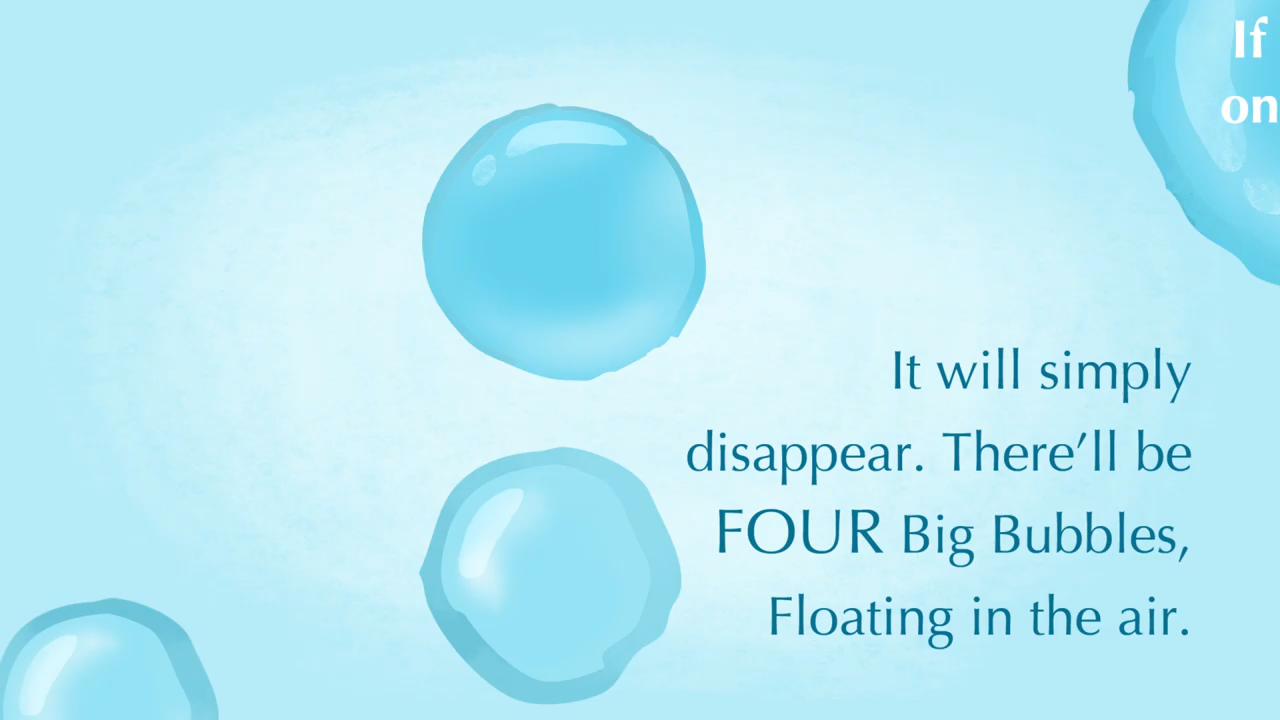 If
on
It will simply
disappear. There’ll be
FOUR Big Bubbles,
Floating in the air.